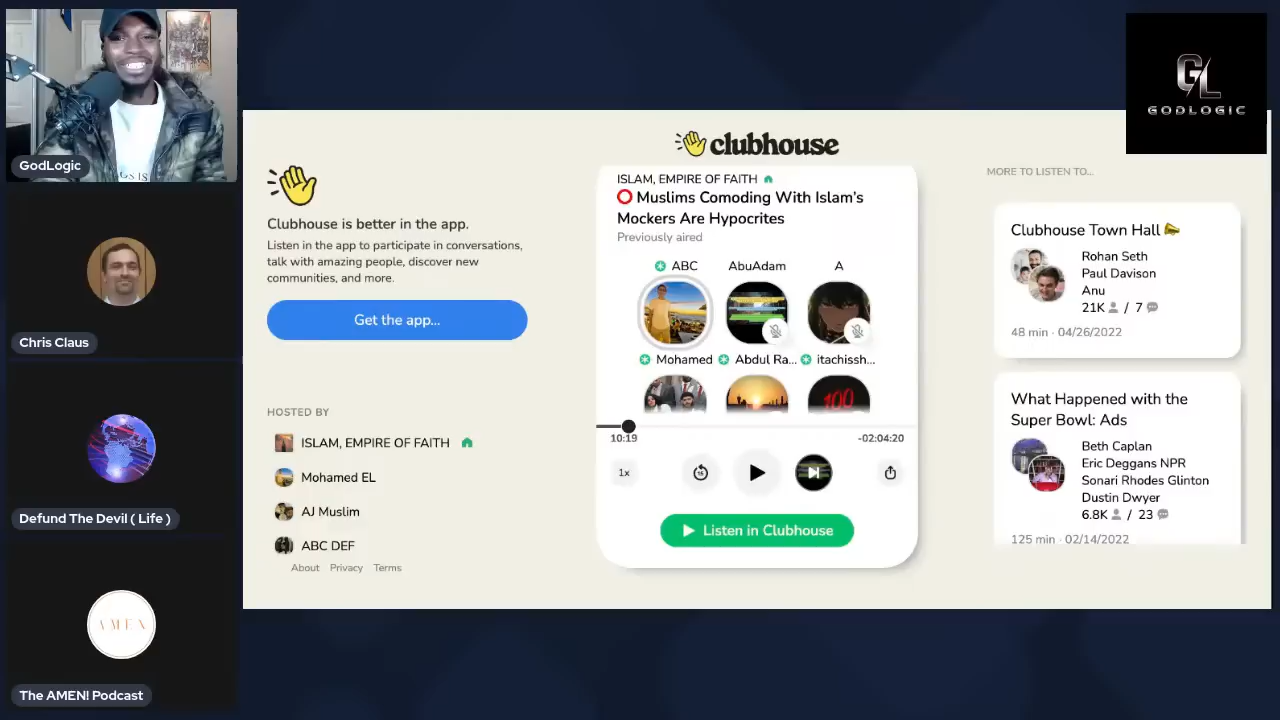 GodLogic
Chris Claus
Defund The Devil ( Life )
The AMEN! Podcast
AMEN
Clubhouse is better in the app.
Listen in the app to participate in conversations,
talk with amazing people, discover new
communities, and more.
Get the app...
HOSTED BY
ISLAM, EMPIRE OF FAITH
Mohamed EL
AJ Muslim
ABC DEF
About Privacy Terms
clubhouse
ISLAM, EMPIRE OF FAITH
⭕ Muslims Comoding With Islam's
Mockers Are Hypocrites
Previously aired
ABC AbuAdam A
Mohamed Abdul Ra... itachissh...
100
10:19 -02:04:20
1x 15
Listen in Clubhouse
GL
GODLOGIC
MORE TO LISTEN TO...
Clubhouse Town Hall
Rohan Seth
Paul Davison
Anu
21K / 7
48 min · 04/26/2022
What Happened with the
Super Bowl: Ads
Beth Caplan
Eric Deggans NPR
Sonari Rhodes Glinton
Dustin Dwyer
6.8K / 23
125 min · 02/14/2022